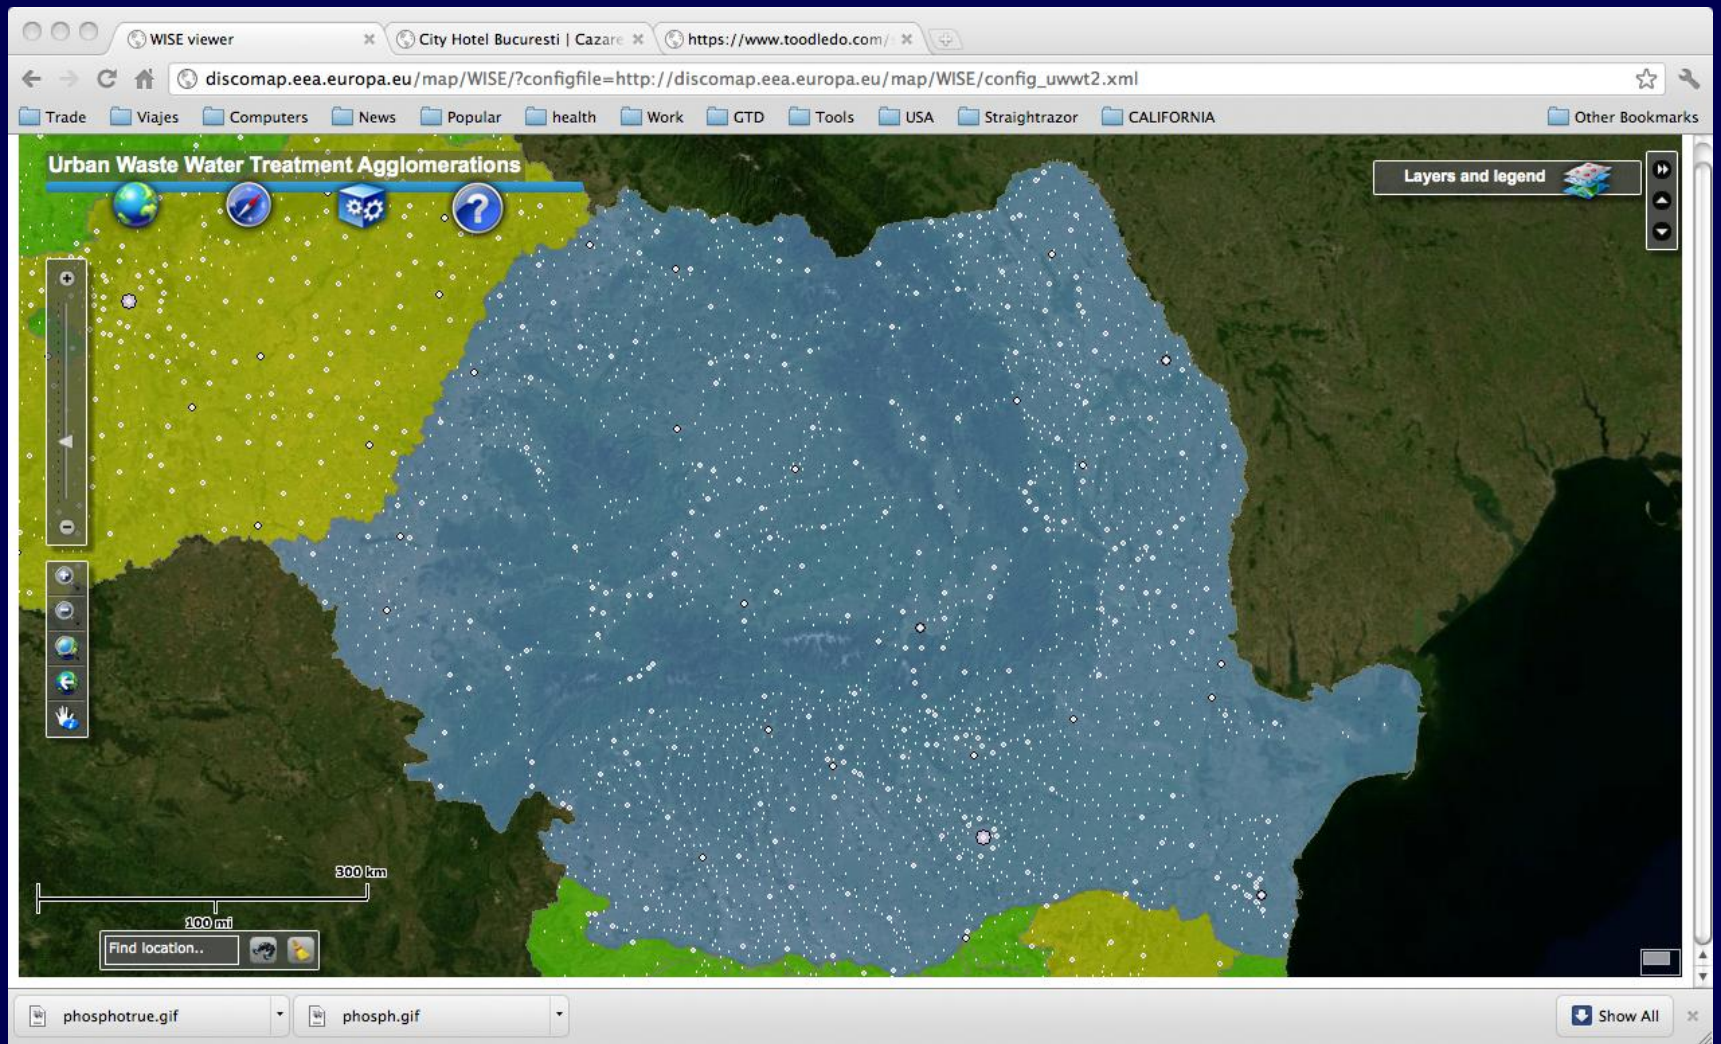 WISE viewer
City Hotel Bucuresti | Cazare
https://www.toodledo.com/
discomap.eea.europa.eu/map/WISE/?configfile=http://discomap.eea.europa.eu/map/WISE/config_uwwt2.xml
Trade Viajes Computers News Popular health Work GTD Tools USA Straightrazor CALIFORNIA Other Bookmarks
Urban Waste Water Treatment Agglomerations
Layers and legend
300 km
100 mi
Find location..
phosphotrue.gif
phosph.gif
Show All